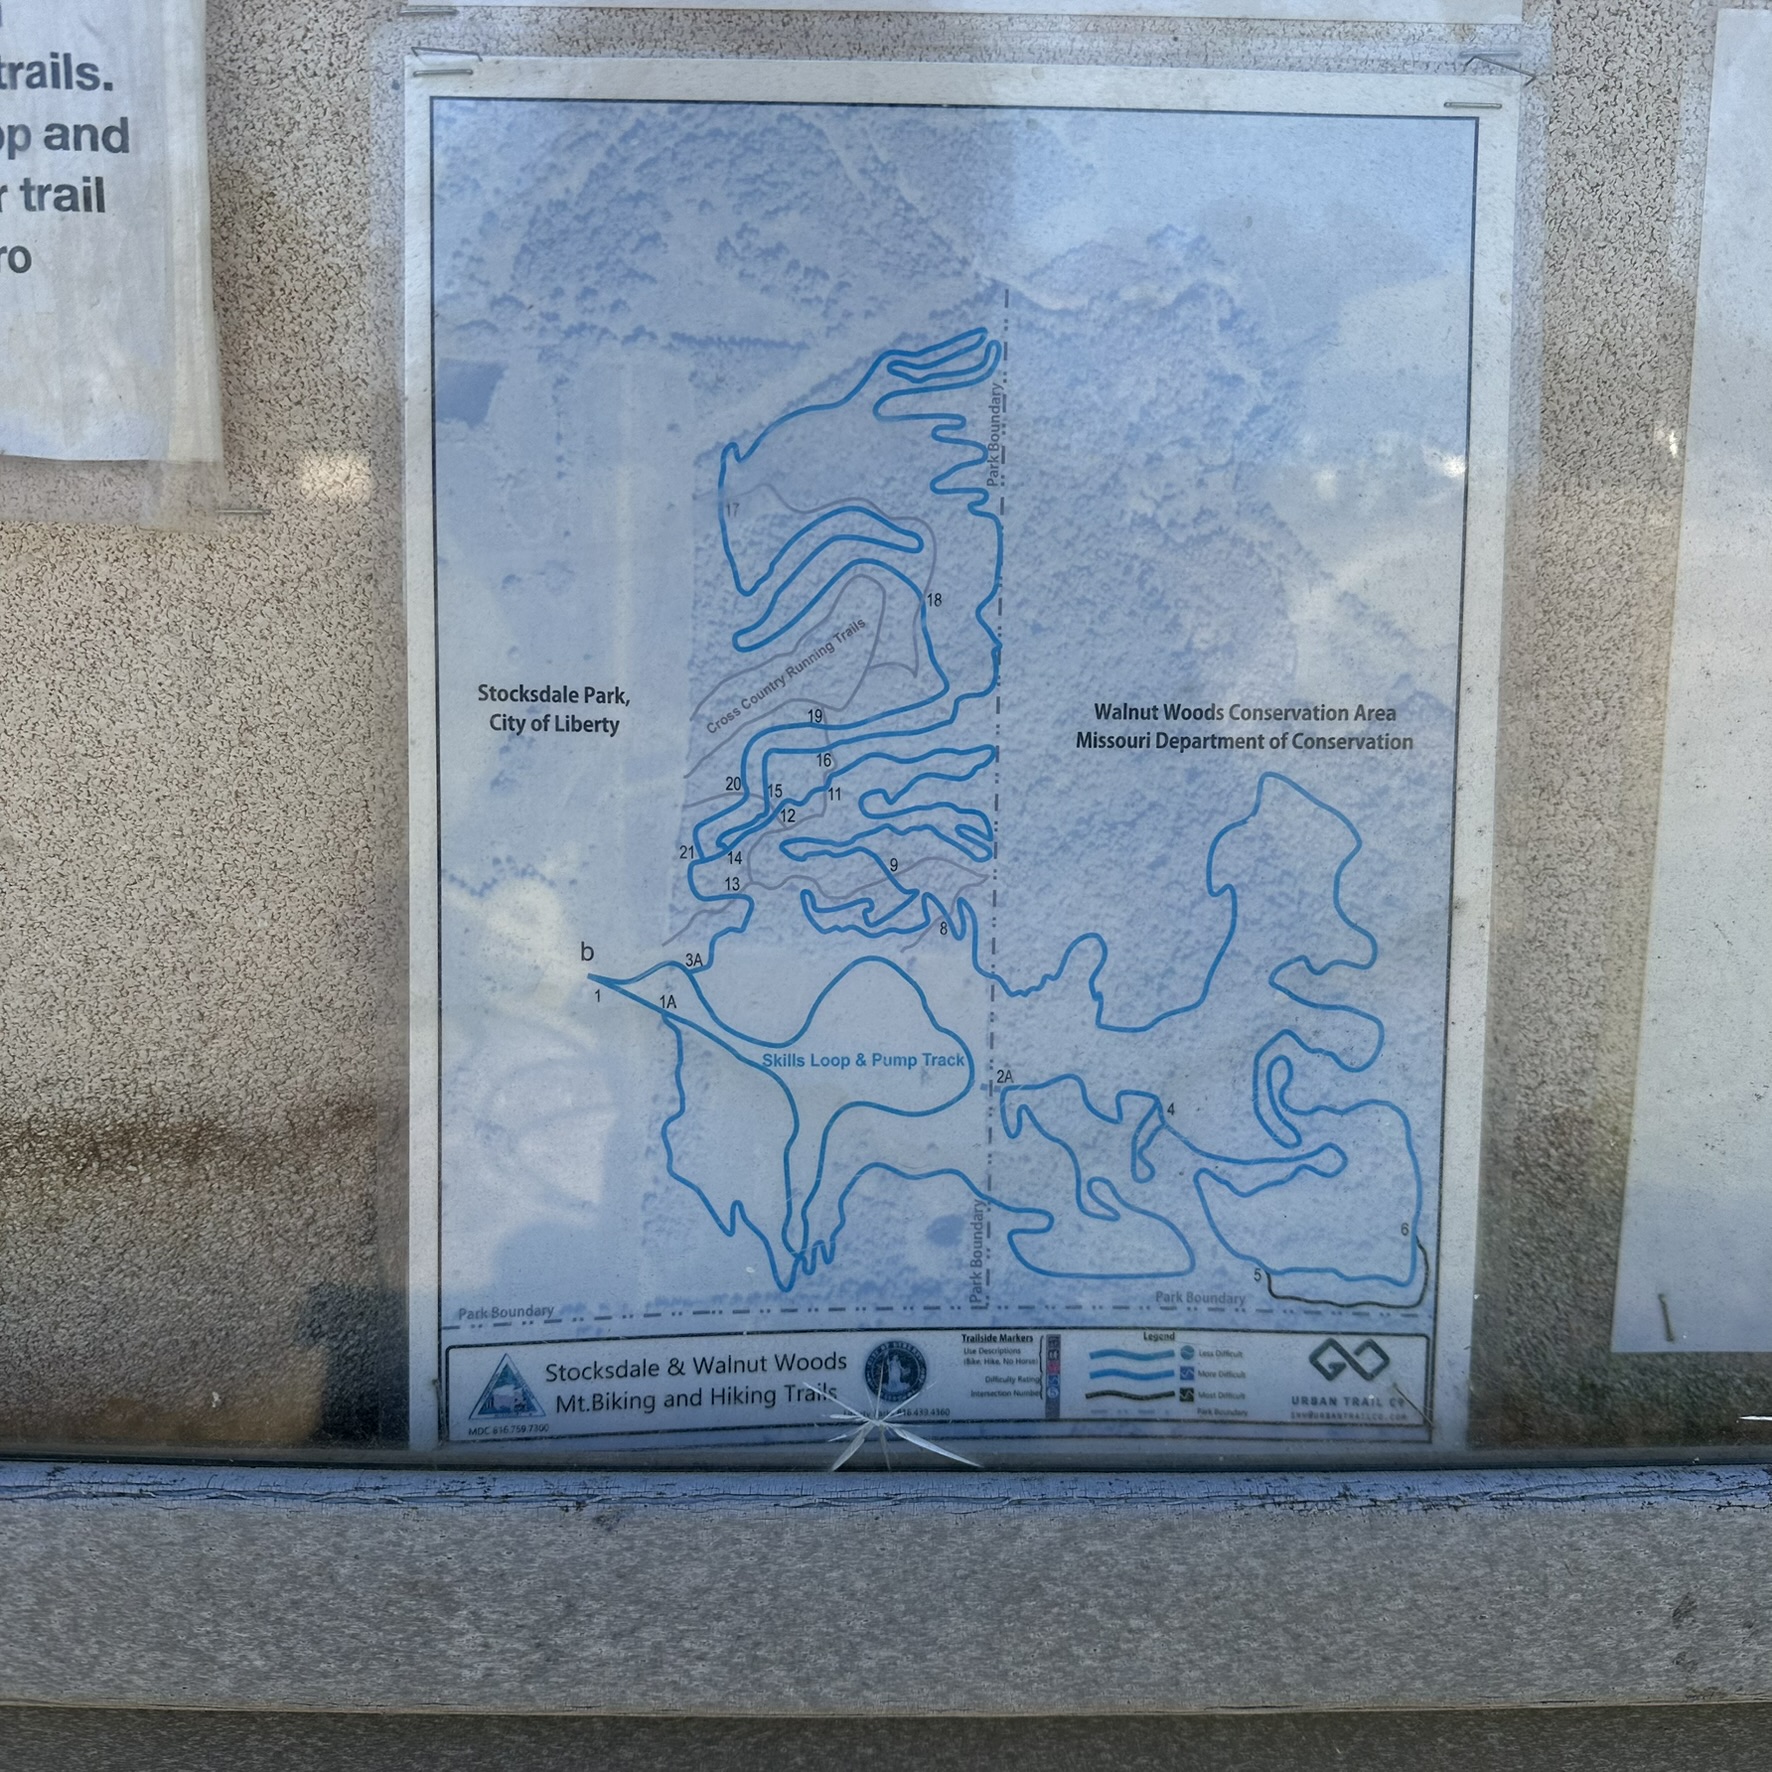 trails.
op and
r trail
ro
Park Boundary
17
18
Cross Country Running Trails
Stocksdale Park,
City of Liberty
Walnut Woods Conservation Area
Missouri Department of Conservation
19
16
20
15
11
12
21
14
9
13
8
b
3A
1
1A
Skills Loop & Pump Track
2A
4
6
5
Park Boundary
Park Boundary
Park Boundary
Stocksdale & Walnut Woods
Mt.Biking and Hiking Trails
MDC 816.759.7300
816.439.4360
Trailside Markers
Use Descriptions
(Bike, Hike, No Horse)
Difficulty Rating
Intersection Number
Legend
Less Difficult
More Difficult
Most Difficult
Park Boundary
URBAN TRAIL CO